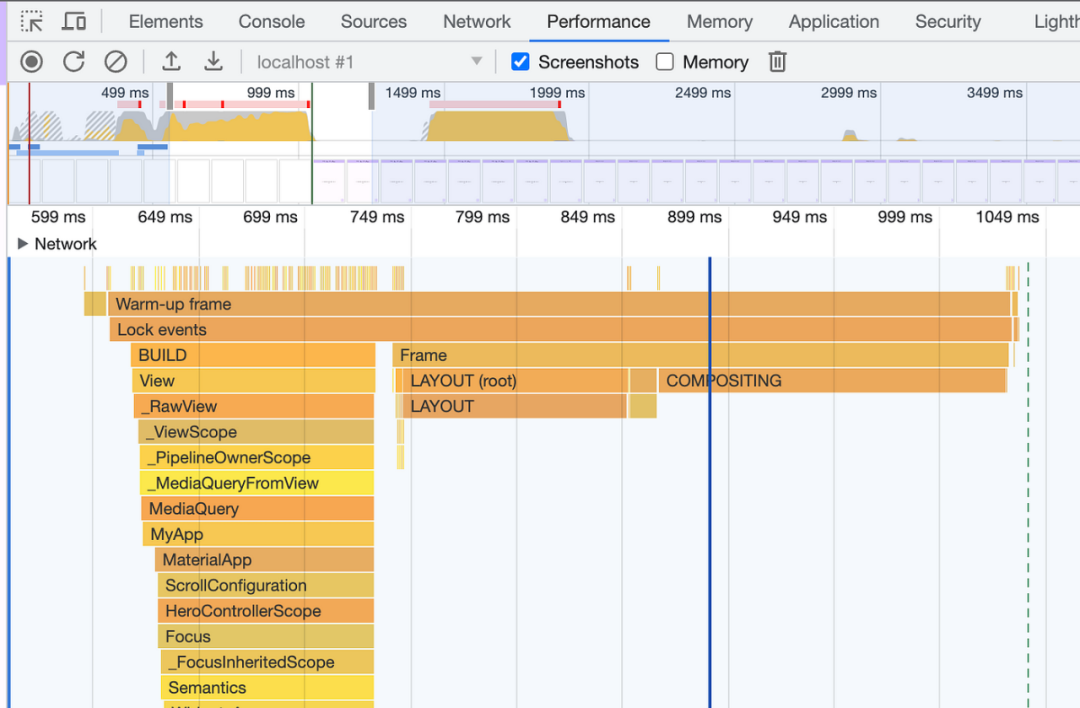 Elements Console Sources Network Performance Memory Application Security
localhost #1 Screenshots Memory
499 ms 999 ms 1499 ms 1999 ms 2499 ms 2999 ms 3499 ms
599 ms 649 ms 699 ms 749 ms 799 ms 849 ms 899 ms 949 ms 999 ms 1049 ms
Network
Warm-up frame
Lock events
BUILD Frame
View LAYOUT (root) COMPOSITING
_RawView LAYOUT
_ViewScope
_PipelineOwnerScope
_MediaQueryFromView
MediaQuery
MyApp
MaterialApp
ScrollConfiguration
HeroControllerScope
Focus
_FocusInheritedScope
Semantics